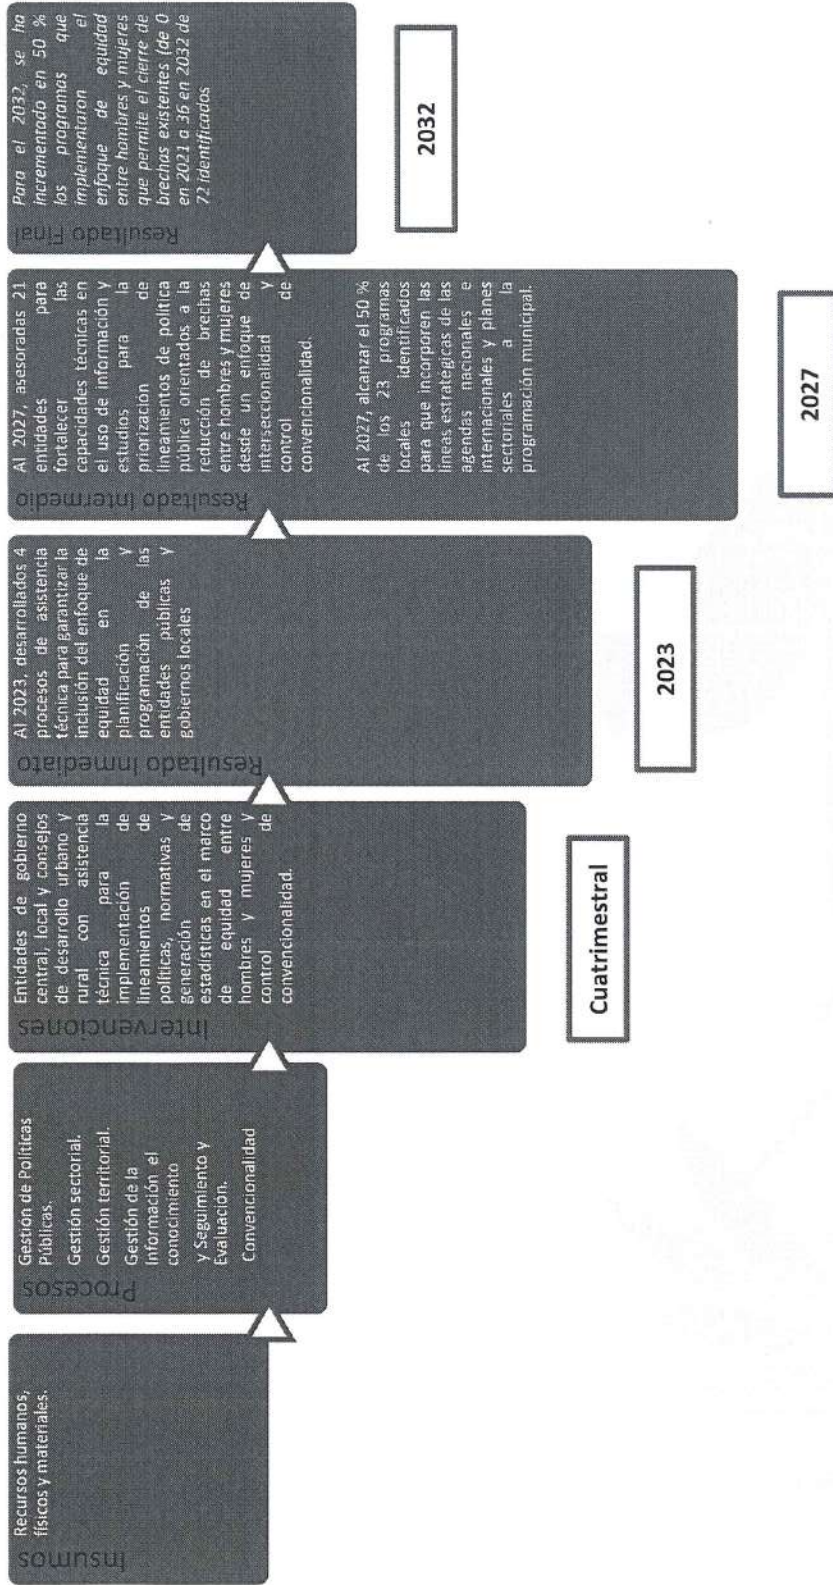 Insumos
Recursos humanos,
físicos y materiales.
Procesos
Gestión de Políticas
Públicas.
Gestión sectorial.
Gestión territorial.
Gestión de la
Información el
conocimiento
y Seguimiento y
Evaluación.
Convencionalidad
Intervenciones
Entidades de gobierno
central, local y consejos
de desarrollo urbano y
rural con asistencia
técnica para la
implementación de
lineamientos de
políticas, normativas y
generación de
estadísticas en el marco
de equidad entre
hombres y mujeres y
control de
convencionalidad.
Cuatrimestral
Resultado Inmediato
Al 2023, desarrollados 4
procesos de asistencia
técnica para garantizar la
inclusión del enfoque de
equidad en la
planificación y
programación de las
entidades públicas y
gobiernos locales
2023
Resultado Intermedio
Al 2027, asesoradas 21
entidades para
fortalecer las
capacidades técnicas en
el uso de información y
estudios para la
priorización de
lineamientos de política
pública orientados a la
reducción de brechas
entre hombres y mujeres
desde un enfoque de
interseccionalidad y
control de
convencionalidad.
Al 2027, alcanzar el 50 %
de los 23 programas
locales identificados
para que incorporen las
líneas estratégicas de las
agendas nacionales e
internacionales y planes
sectoriales a la
programación municipal.
2027
Resultado Final
Para el 2032, se ha
incrementado en 50 %
los programas que
implementaron el
enfoque de equidad
entre hombres y mujeres
que permite el cierre de
brechas existentes (de 0
en 2021 a 36 en 2032 de
72 identificados
2032